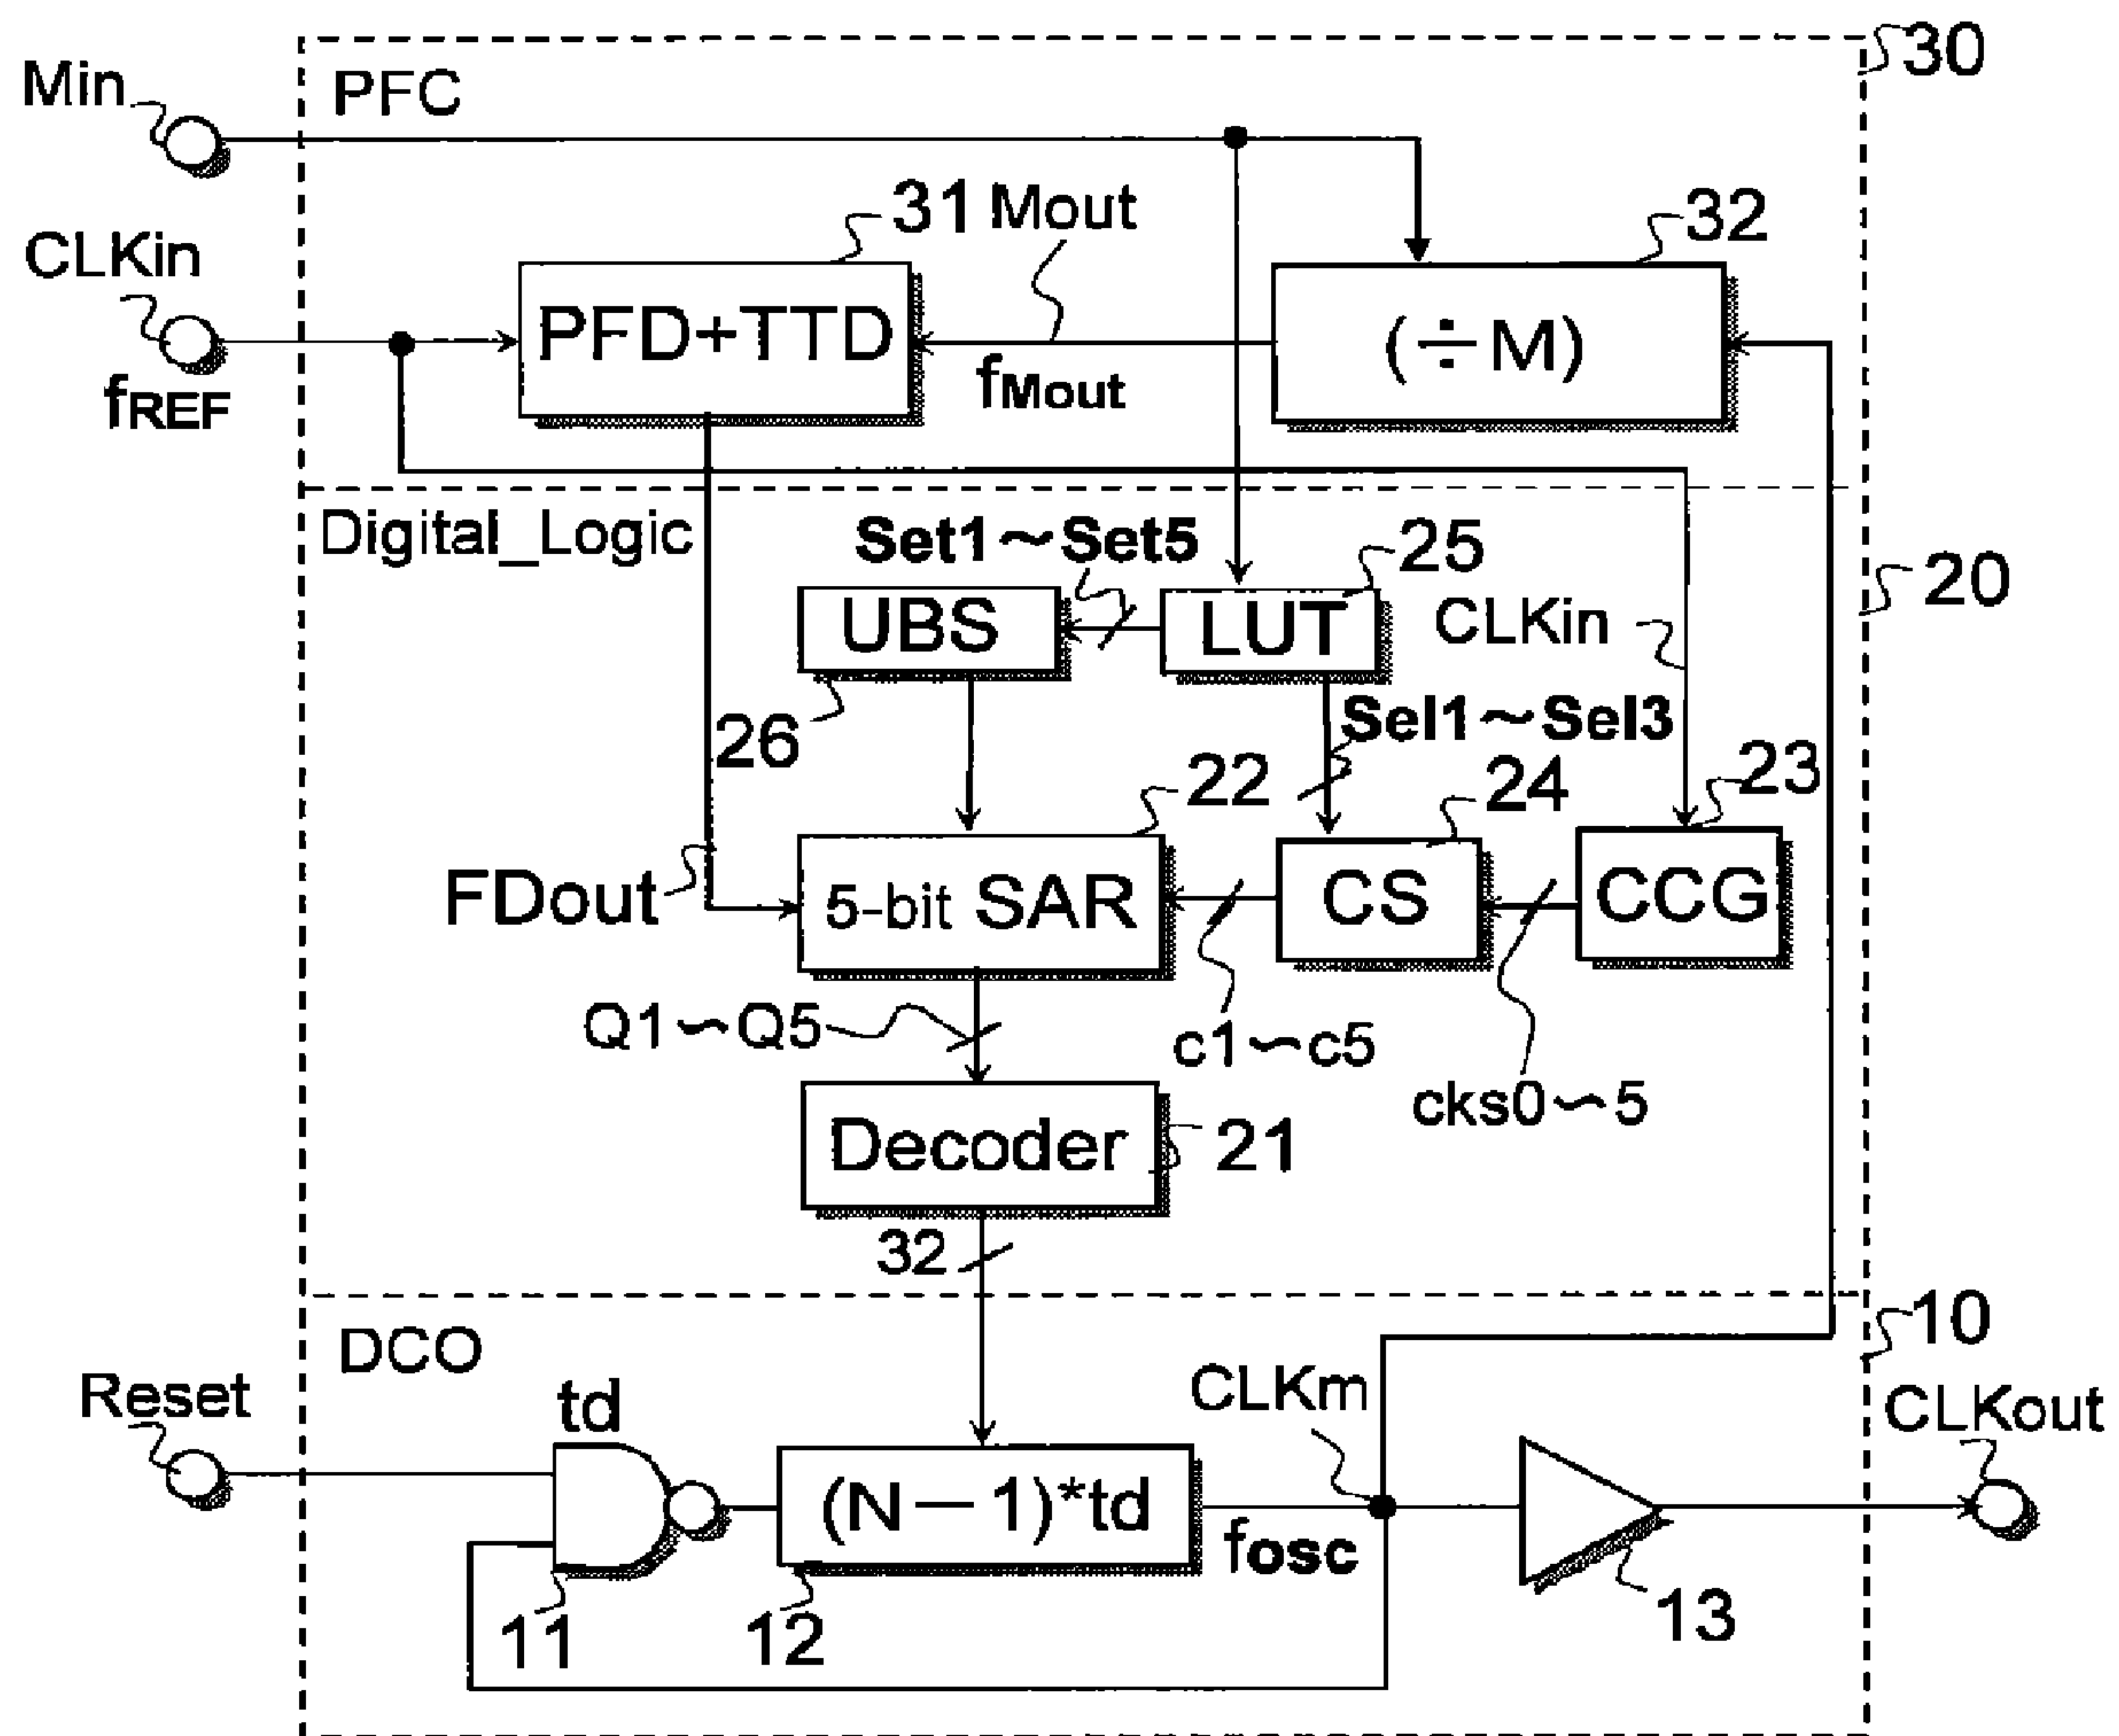 30
Min
PFC
31 Mout
32
CLKin
PFD+TTD
(÷M)
fREF
fMout
Digital_Logic
Set1~Set5
25
20
UBS
LUT
CLKin
26
Sel1~Sel3
22
24
23
FDout
5-bit SAR
CS
CCG
Q1~Q5
c1~c5
cks0~5
Decoder
21
32
10
DCO
CLKm
Reset
td
CLKout
(N-1)*td
fosc
11
12
13